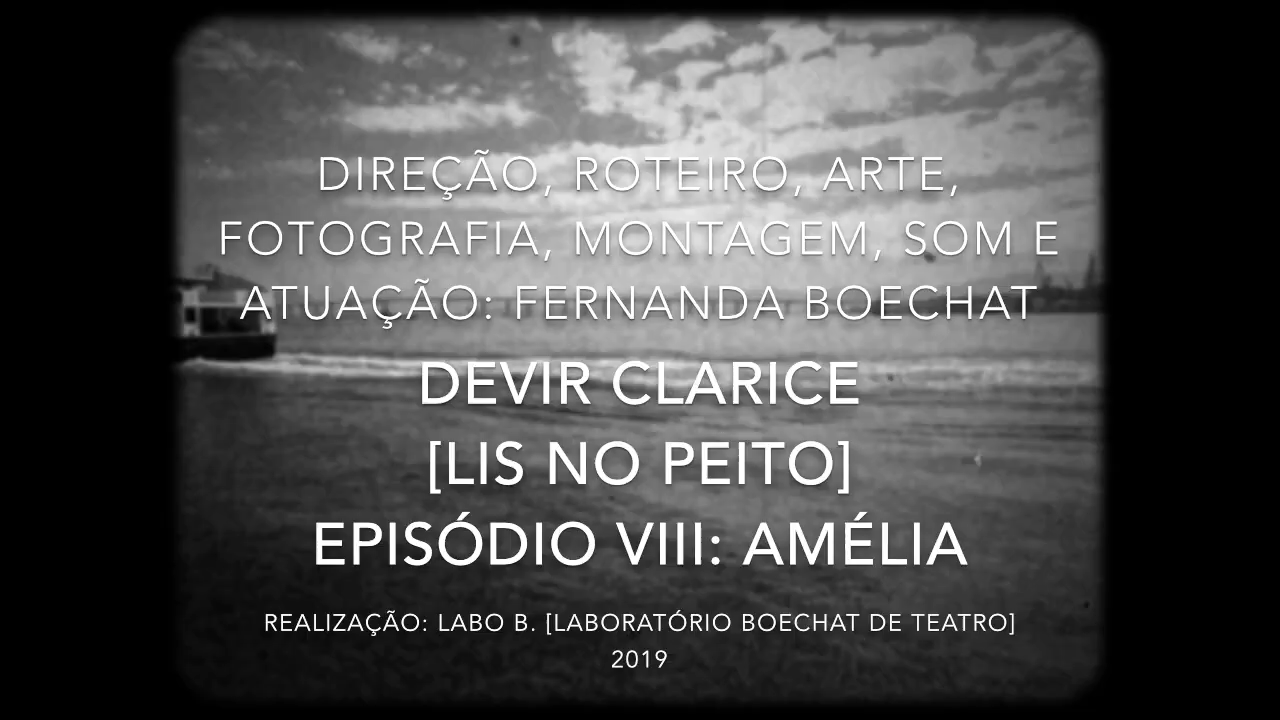 DIREÇÃO, ROTEIRO, ARTE,
FOTOGRAFIA, MONTAGEM, SOM E
ATUAÇÃO: FERNANDA BOECHAT
DEVIR CLARICE
[LIS NO PEITO]
EPISÓDIO VIII: AMÉLIA
REALIZAÇÃO: LABO B. [LABORATÓRIO BOECHAT DE TEATRO]
2019